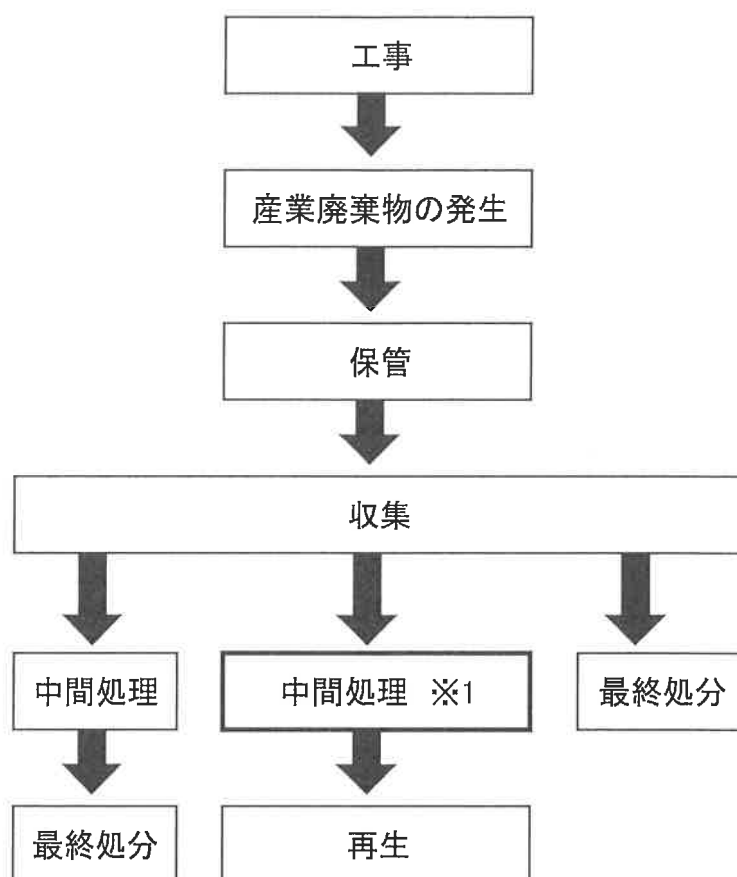 工事
産業廃棄物の発生
保管
収集
中間処理
中間処理 ※1
最終処分
最終処分
再生